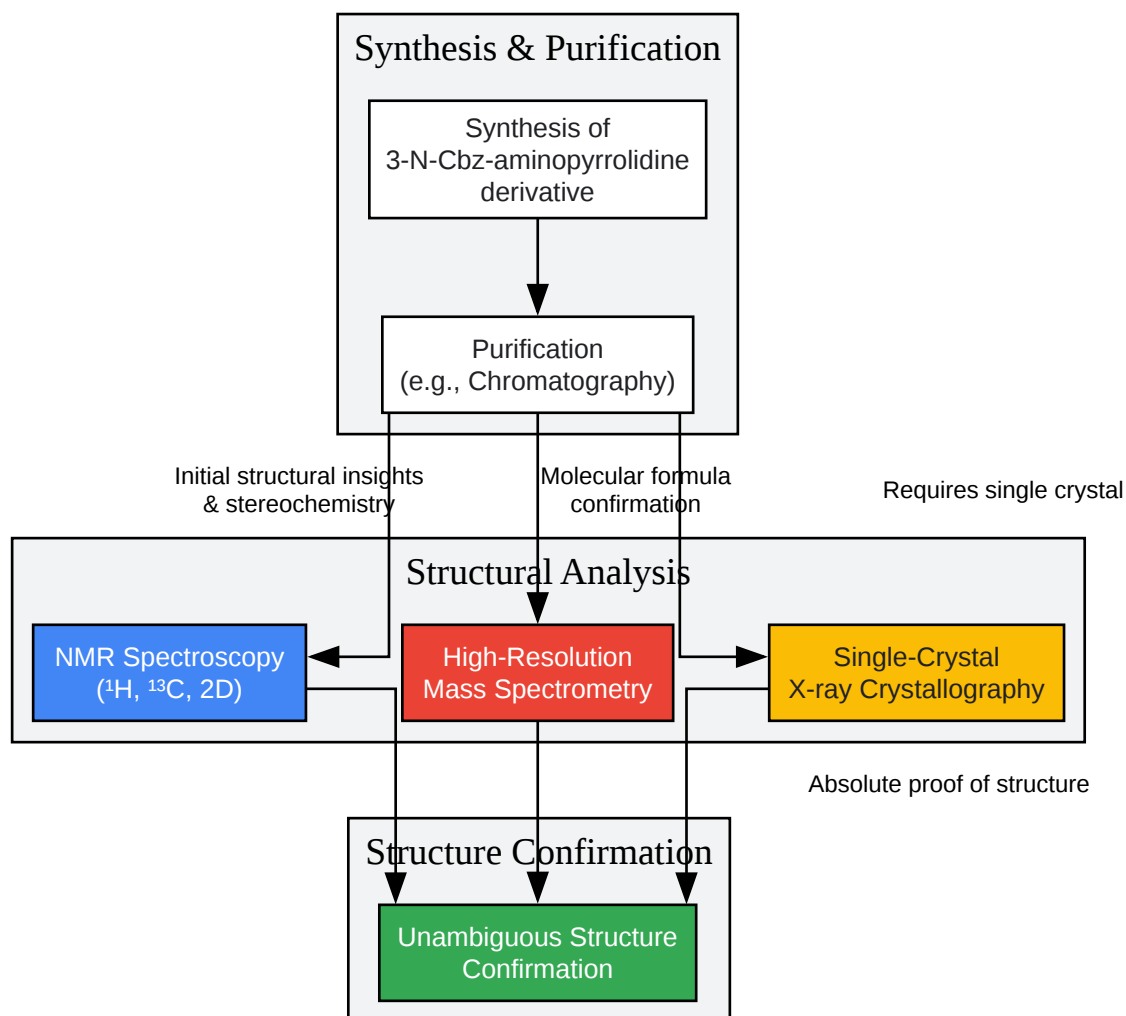 Synthesis & Purification
Synthesis of
3-N-Cbz-aminopyrrolidine
derivative
Purification
(e.g., Chromatography)
Initial structural insights
& stereochemistry
Molecular formula
confirmation
Requires single crystal
Structural Analysis
NMR Spectroscopy
(¹H, ¹³C, 2D)
High-Resolution
Mass Spectrometry
Single-Crystal
X-ray Crystallography
Absolute proof of structure
Structure Confirmation
Unambiguous Structure
Confirmation